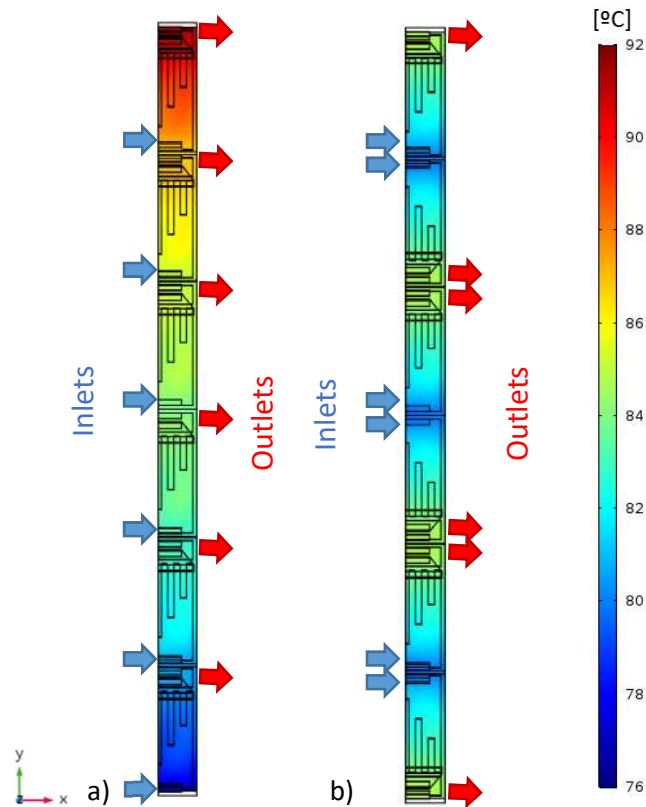 [ºC]
92
90
88
86
84
82
80
78
76
Inlets
Outlets
Inlets
Outlets
y
z
x
a)
b)